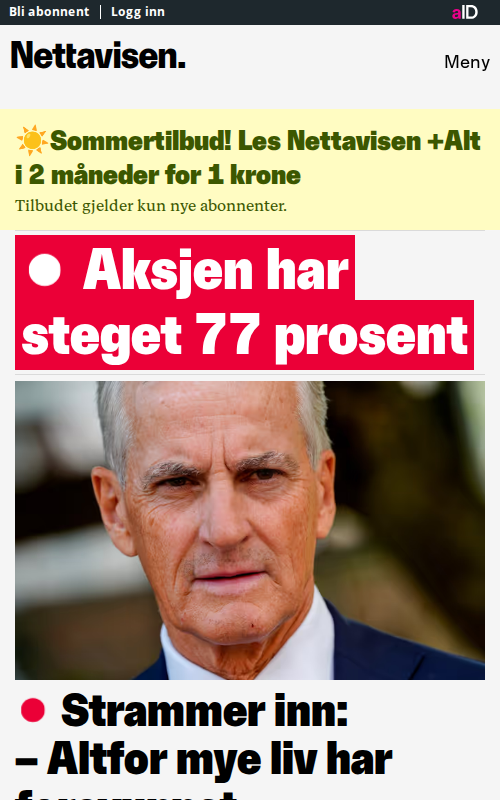 Bli abonnent | Logg inn
aID
Nettavisen.
Meny
☀️Sommertilbud! Les Nettavisen +Alt
i 2 måneder for 1 krone
Tilbudet gjelder kun nye abonnenter.
Aksjen har
steget 77 prosent
Strammer inn:
– Altfor mye liv har